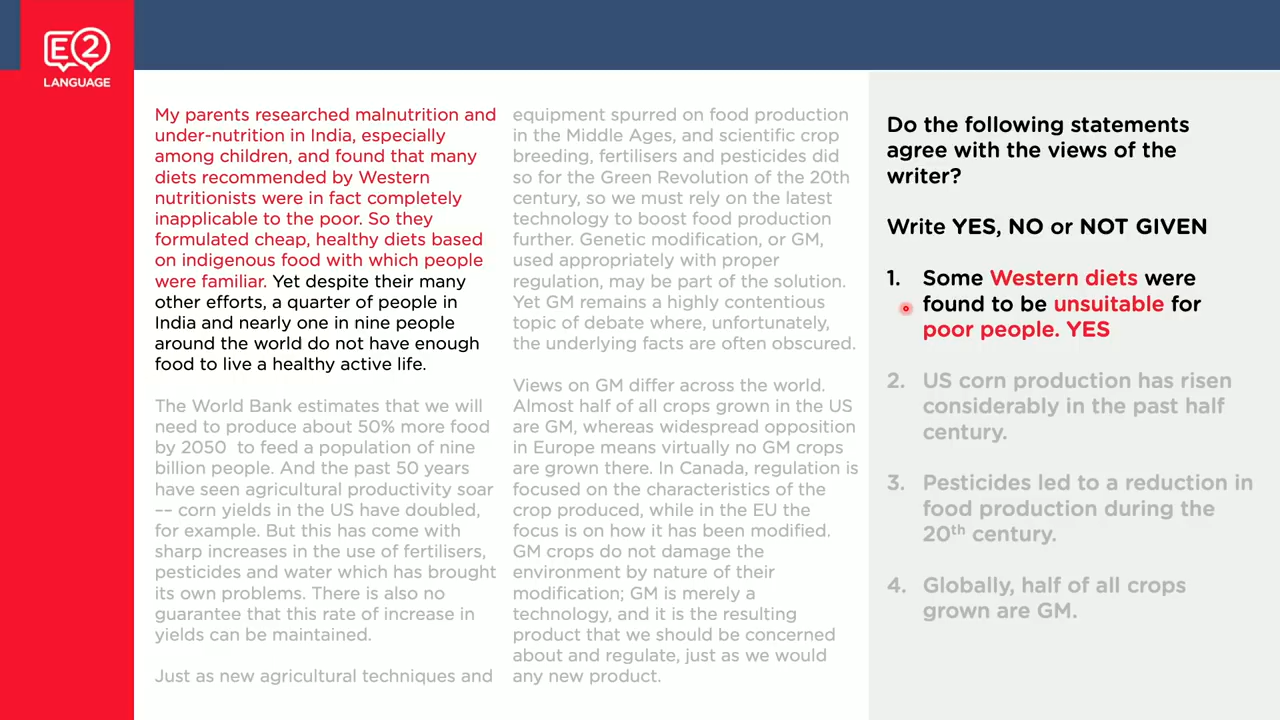 E2
LANGUAGE
My parents researched malnutrition and
under-nutrition in India, especially
among children, and found that many
diets recommended by Western
nutritionists were in fact completely
inapplicable to the poor. So they
formulated cheap, healthy diets based
on indigenous food with which people
were familiar. Yet despite their many
other efforts, a quarter of people in
India and nearly one in nine people
around the world do not have enough
food to live a healthy active life.
The World Bank estimates that we will
need to produce about 50% more food
by 2050 to feed a population of nine
billion people. And the past 50 years
have seen agricultural productivity soar
–– corn yields in the US have doubled,
for example. But this has come with
sharp increases in the use of fertilisers,
pesticides and water which has brought
its own problems. There is also no
guarantee that this rate of increase in
yields can be maintained.
Just as new agricultural techniques and
equipment spurred on food production
in the Middle Ages, and scientific crop
breeding, fertilisers and pesticides did
so for the Green Revolution of the 20th
century, so we must rely on the latest
technology to boost food production
further. Genetic modification, or GM,
used appropriately with proper
regulation, may be part of the solution.
Yet GM remains a highly contentious
topic of debate where, unfortunately,
the underlying facts are often obscured.
Views on GM differ across the world.
Almost half of all crops grown in the US
are GM, whereas widespread opposition
in Europe means virtually no GM crops
are grown there. In Canada, regulation is
focused on the characteristics of the
crop produced, while in the EU the
focus is on how it has been modified.
GM crops do not damage the
environment by nature of their
modification; GM is merely a
technology, and it is the resulting
product that we should be concerned
about and regulate, just as we would
any new product.
Do the following statements
agree with the views of the
writer?
Write YES, NO or NOT GIVEN
1. Some Western diets were
found to be unsuitable for
poor people. YES
2. US corn production has risen
considerably in the past half
century.
3. Pesticides led to a reduction in
food production during the
20th century.
4. Globally, half of all crops
grown are GM.